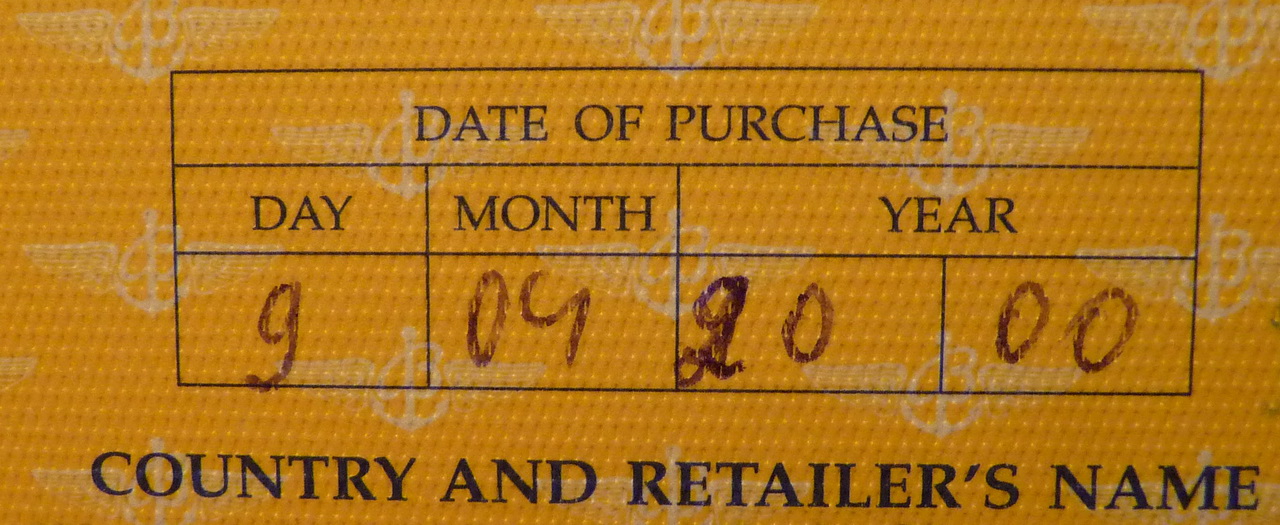 DATE OF PURCHASE
DAY MONTH YEAR
9 04 20 00
COUNTRY AND RETAILER'S NAME